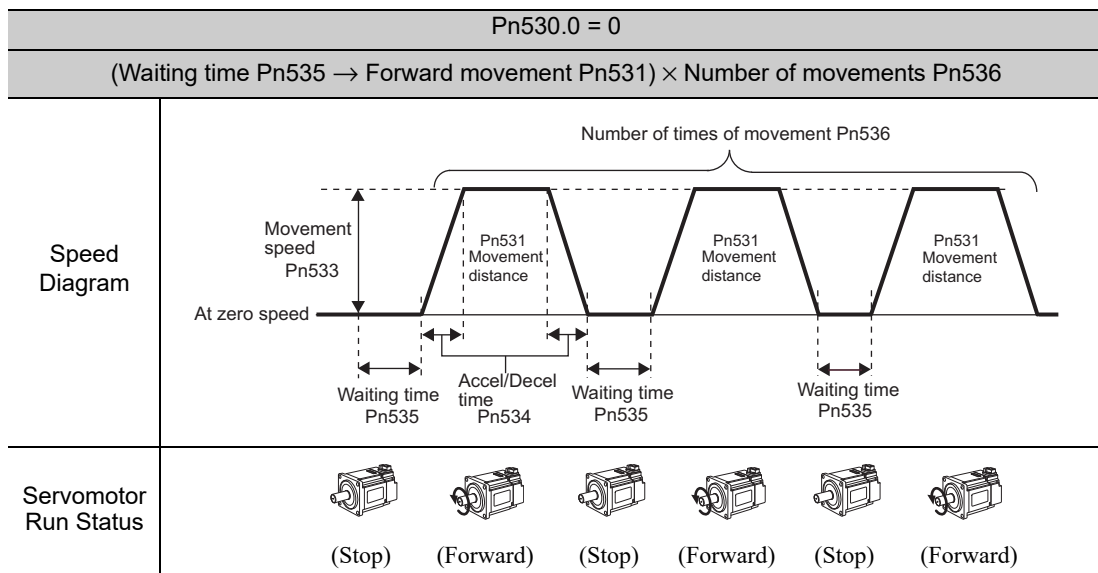 Pn530.0 = 0
(Waiting time Pn535 → Forward movement Pn531) × Number of movements Pn536
Speed
Diagram
Number of times of movement Pn536
Movement
speed
Pn533
Pn531
Movement
distance
Pn531
Movement
distance
Pn531
Movement
distance
At zero speed
Waiting time
Pn535
Accel/Decel
time
Pn534
Waiting time
Pn535
Waiting time
Pn535
Servomotor
Run Status
(Stop) (Forward) (Stop) (Forward) (Stop) (Forward)